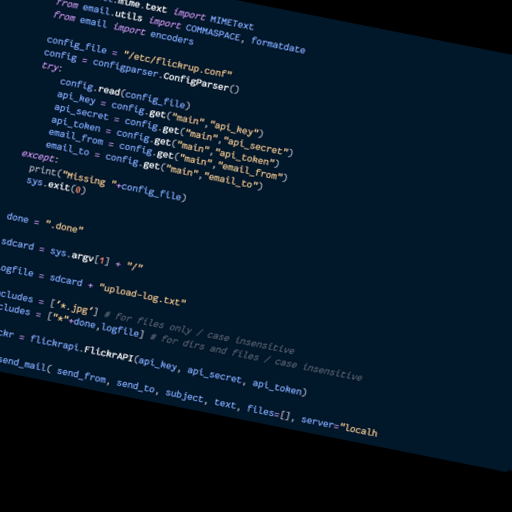 .mime.text import MIMEText
from email.utils import COMMASPACE, formatdate
from email import encoders
config_file = "/etc/flickrup.conf"
config = configparser.ConfigParser()
try:
config.read(config_file)
api_key = config.get("main","api_key")
api_secret = config.get("main","api_secret")
api_token = config.get("main","api_token")
email_from = config.get("main","email_from")
email_to = config.get("main","email_to")
except:
print("Missing "+config_file)
sys.exit(0)
done = ".done"
sdcard = sys.argv[1] + "/"
ogfile = sdcard + "upload-log.txt"
cludes = ['*.jpg'] # for files only / case insensitive
cludes = ["*"+done,logfile] # for dirs and files / case insensitive
ckr = flickrapi.FlickrAPI(api_key, api_secret, api_token)
send_mail( send_from, send_to, subject, text, files=[], server="localh